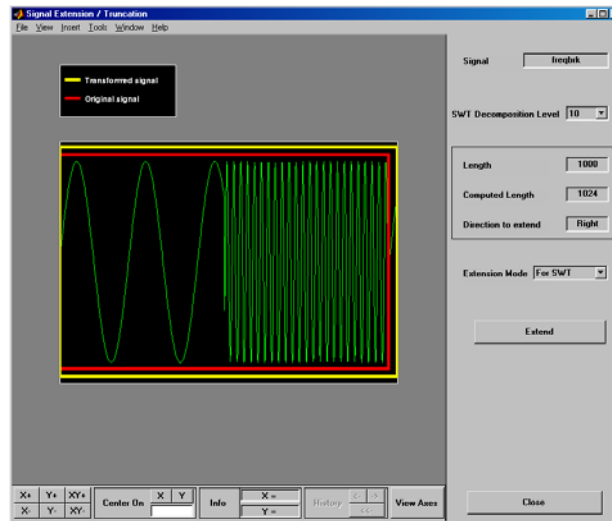 Signal Extension / Truncation
File View Insert Tools Window Help
Transformed signal
Original signal
Signal freqbrk
SWT Decomposition Level 10
Length 1000
Computed Length 1024
Direction to extend Right
Extension Mode For SWT
Extend
X+ Y+ XY+
X- Y- XY-
Center On X Y
Info X =
Y =
History <- ->
<<-
View Axes
Close